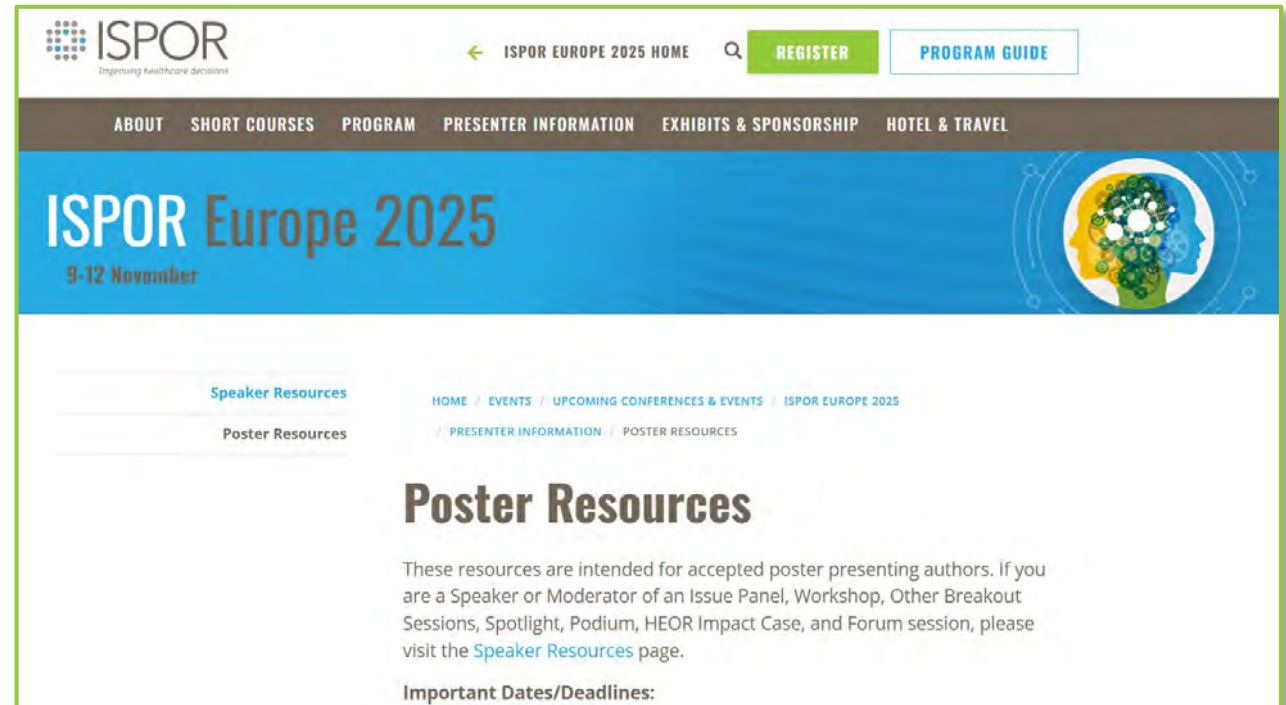 ISPOR
Improving healthcare decisions
← ISPOR EUROPE 2025 HOME
REGISTER
PROGRAM GUIDE
ABOUT SHORT COURSES PROGRAM PRESENTER INFORMATION EXHIBITS & SPONSORSHIP HOTEL & TRAVEL
ISPOR Europe 2025
9-12 November
Speaker Resources
Poster Resources
HOME / EVENTS / UPCOMING CONFERENCES & EVENTS / ISPOR EUROPE 2025
/ PRESENTER INFORMATION / POSTER RESOURCES
Poster Resources
These resources are intended for accepted poster presenting authors. If you
are a Speaker or Moderator of an Issue Panel, Workshop, Other Breakout
Sessions, Spotlight, Podium, HEOR Impact Case, and Forum session, please
visit the Speaker Resources page.
Important Dates/Deadlines: